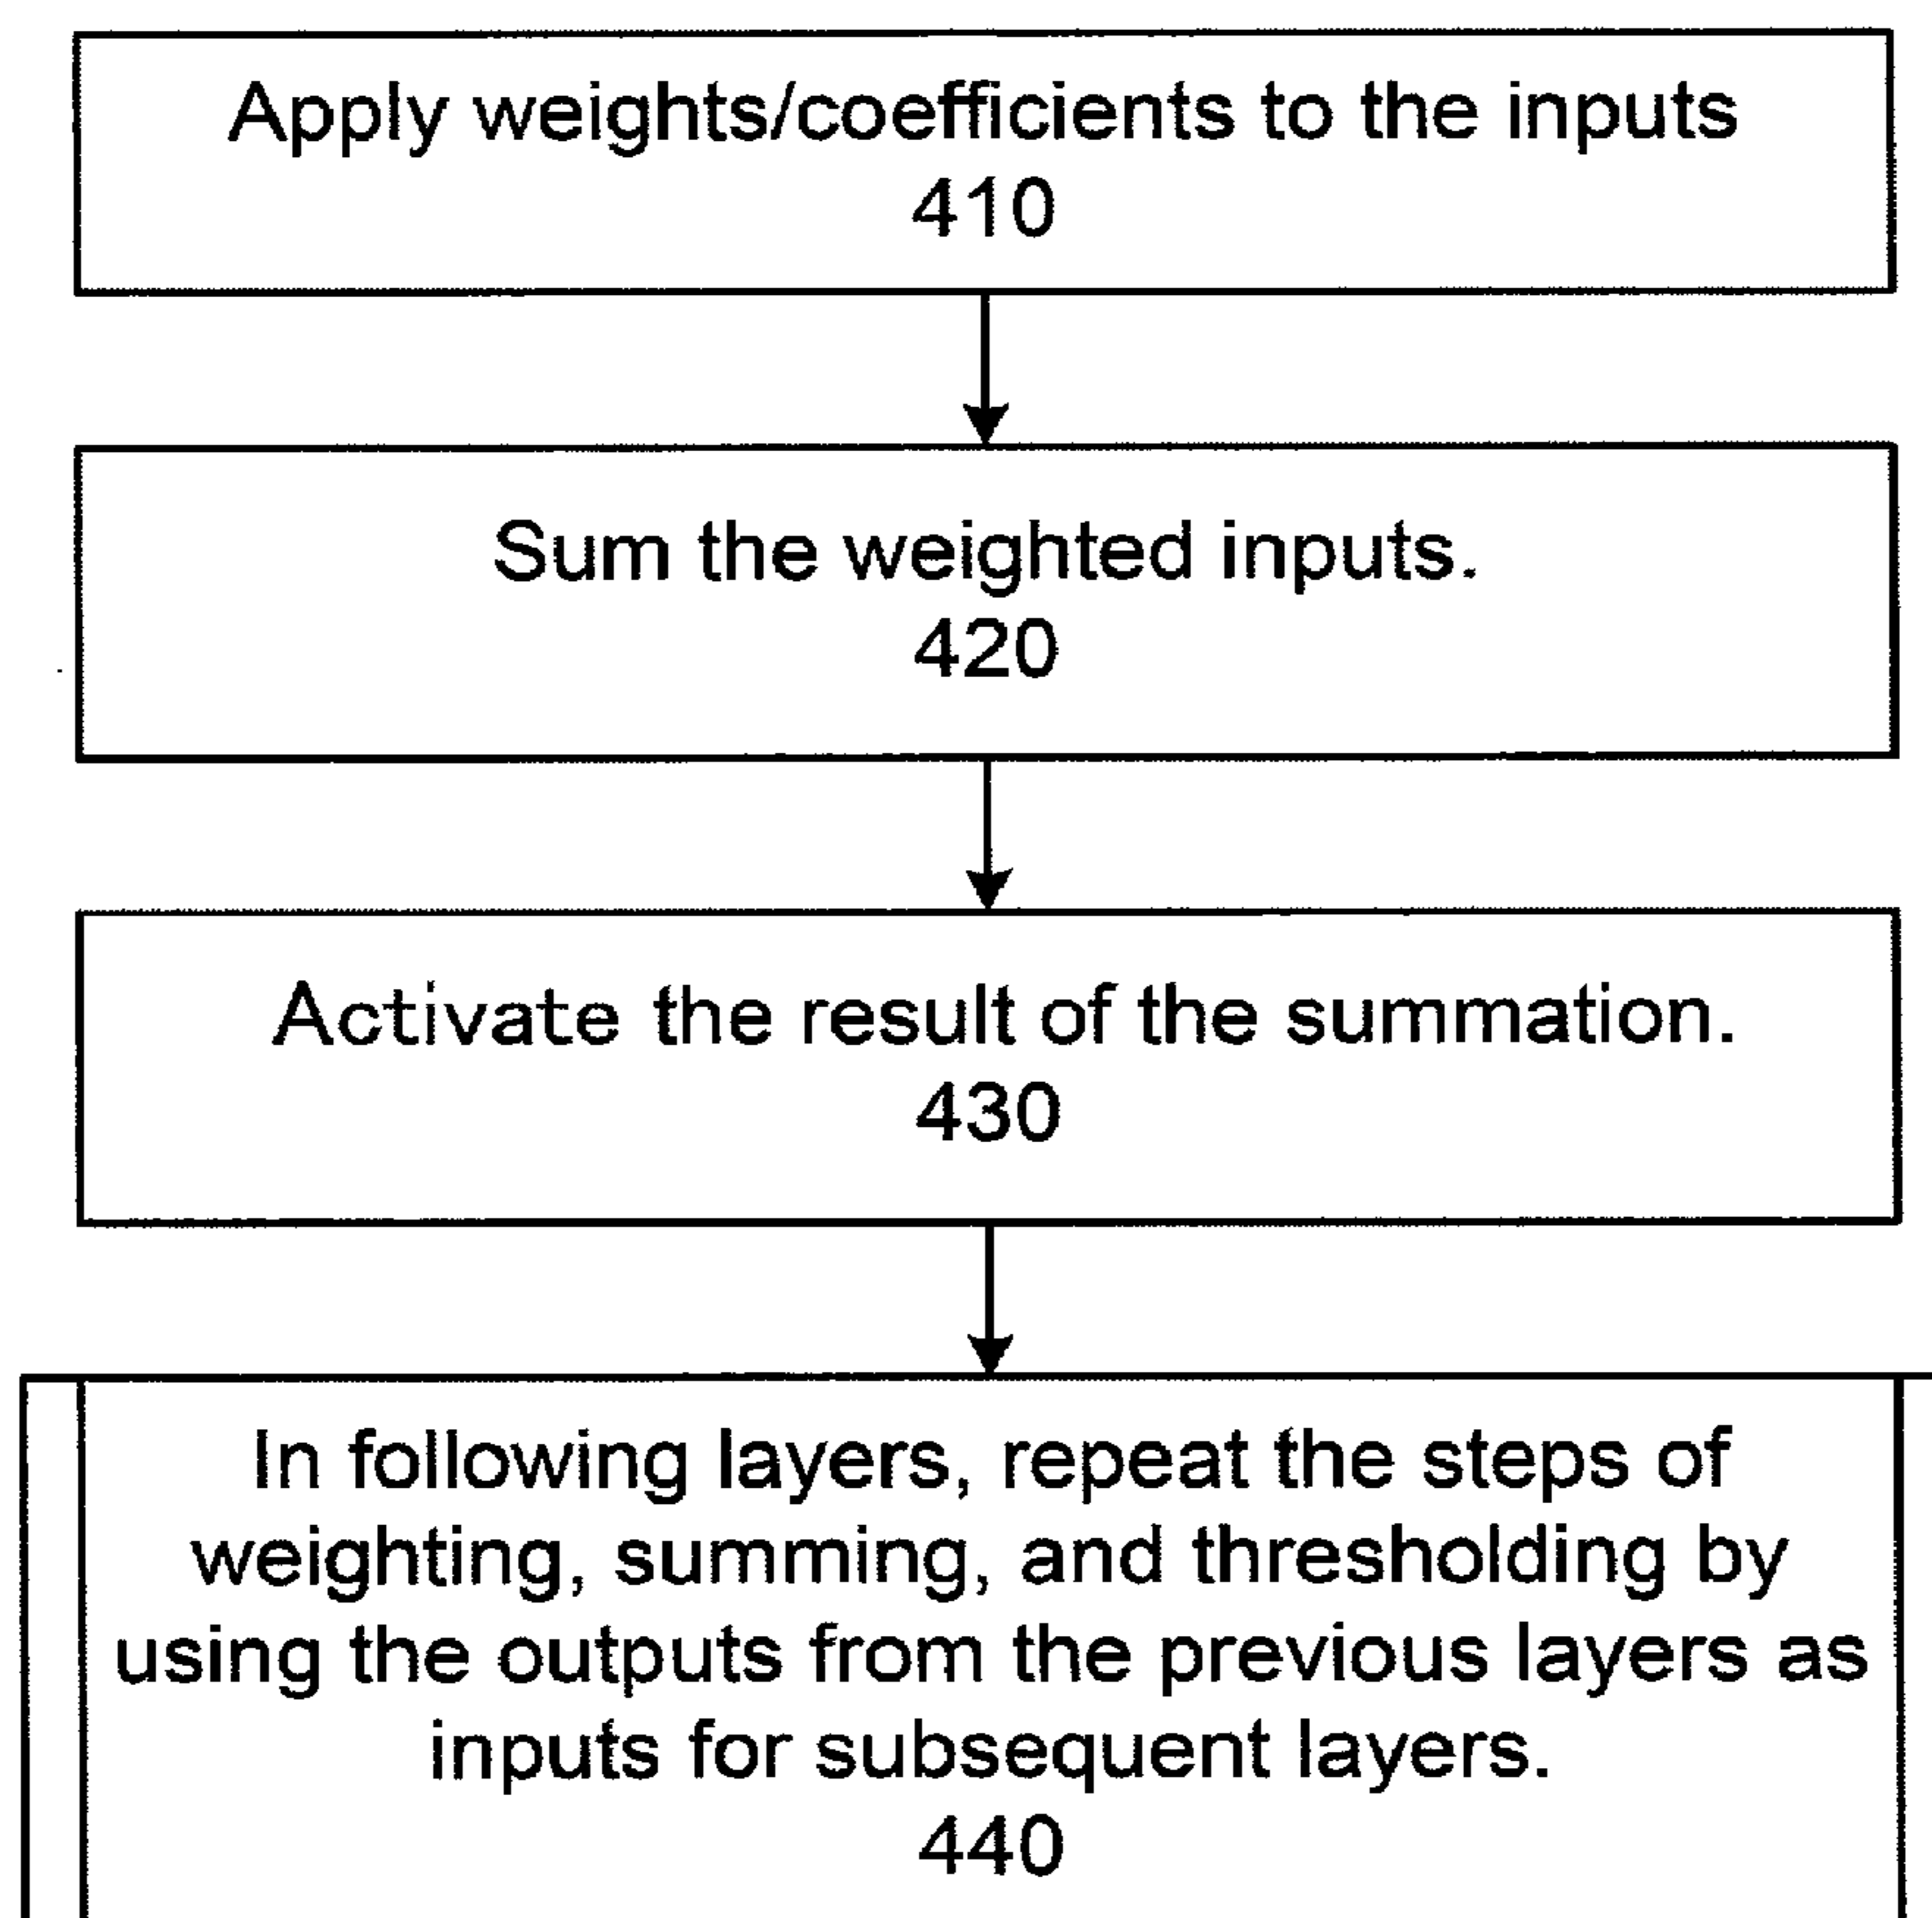 Apply weights/coefficients to the inputs
410
Sum the weighted inputs.
420
Activate the result of the summation.
430
In following layers, repeat the steps of
weighting, summing, and thresholding by
using the outputs from the previous layers as
inputs for subsequent layers.
440